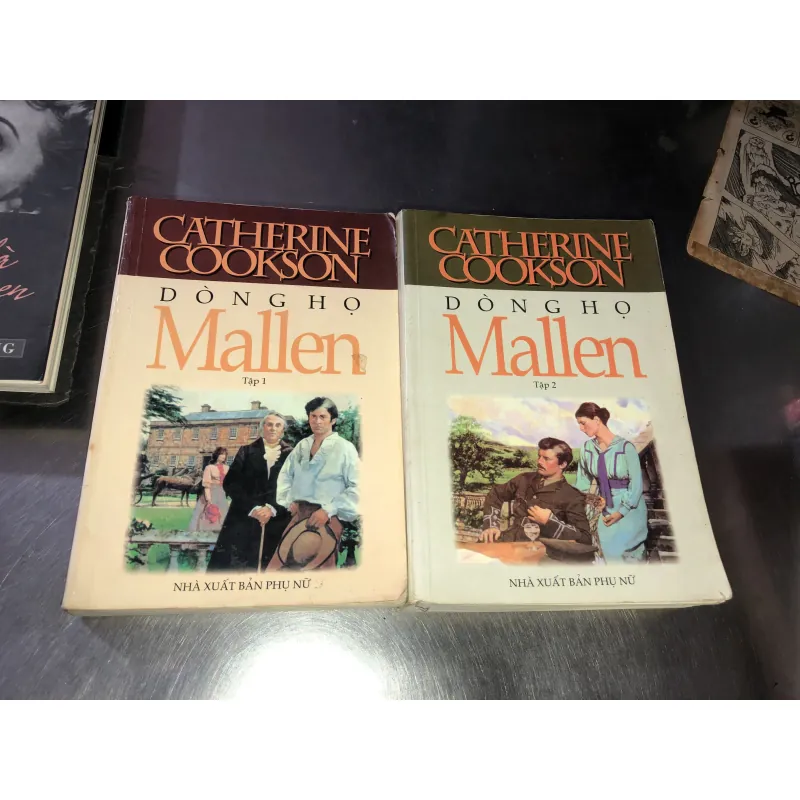 CATHERINE
COOKSON
DÒNG HỌ
Mallen
Tập 1
NHÀ XUẤT BẢN PHỤ NỮ
CATHERINE
COOKSON
DÒNG HỌ
Mallen
Tập 2
NHÀ XUẤT BẢN PHỤ NỮ